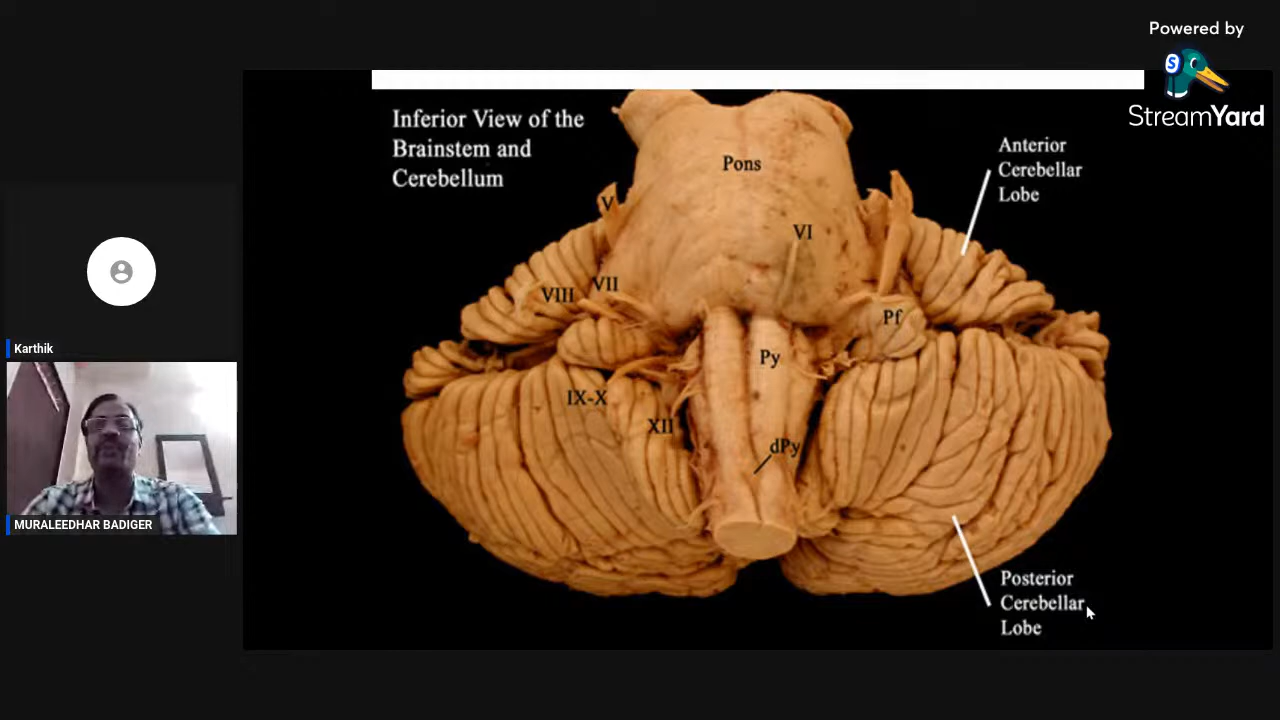 Powered by
S
StreamYard
Inferior View of the
Brainstem and
Cerebellum
Pons
Anterior
Cerebellar
Lobe
V
VI
VII
VIII
Pf
Py
IX-X
XII
dPy
Posterior
Cerebellar
Lobe
Karthik
MURALEEDHAR BADIGER